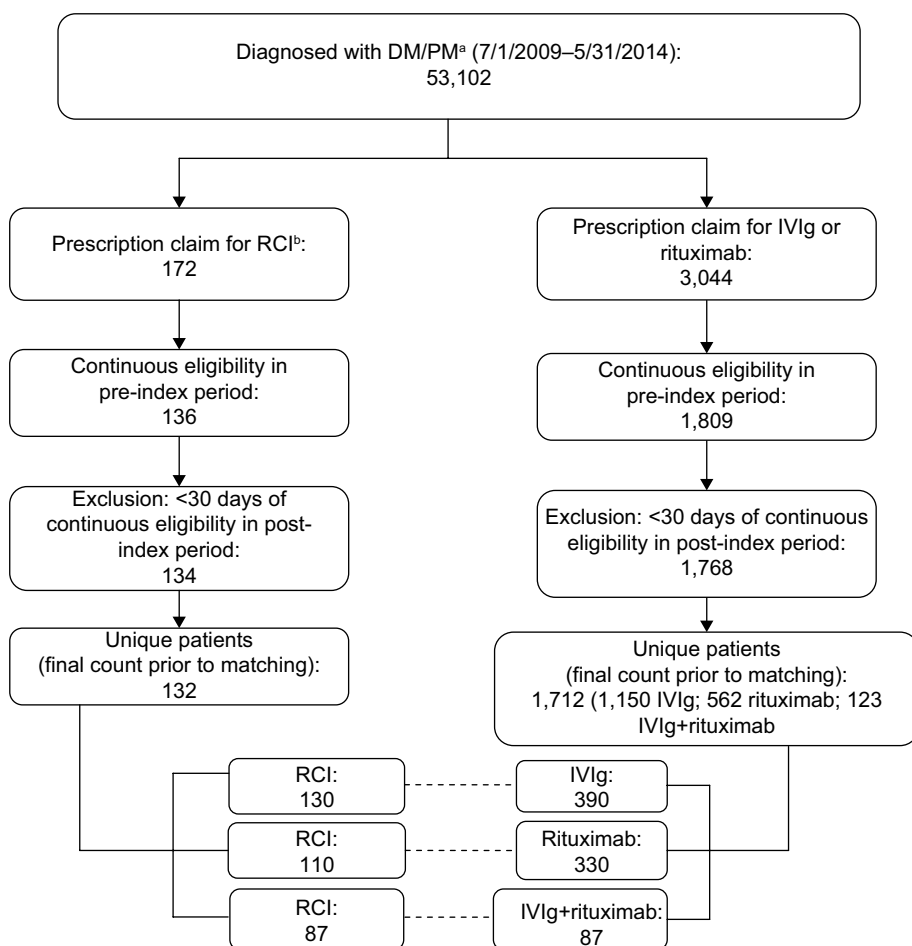 Diagnosed with DM/PMᵃ (7/1/2009–5/31/2014):
53,102
Prescription claim for RCIᵇ:
172
Prescription claim for IVIg or
rituximab:
3,044
Continuous eligibility in
pre-index period:
136
Continuous eligibility in
pre-index period:
1,809
Exclusion: <30 days of
continuous eligibility in post-
index period:
134
Exclusion: <30 days of continuous
eligibility in post-index period:
1,768
Unique patients
(final count prior to matching):
132
Unique patients
(final count prior to matching):
1,712 (1,150 IVIg; 562 rituximab; 123
IVIg+rituximab
RCI:
130
IVIg:
390
RCI:
110
Rituximab:
330
RCI:
87
IVIg+rituximab:
87